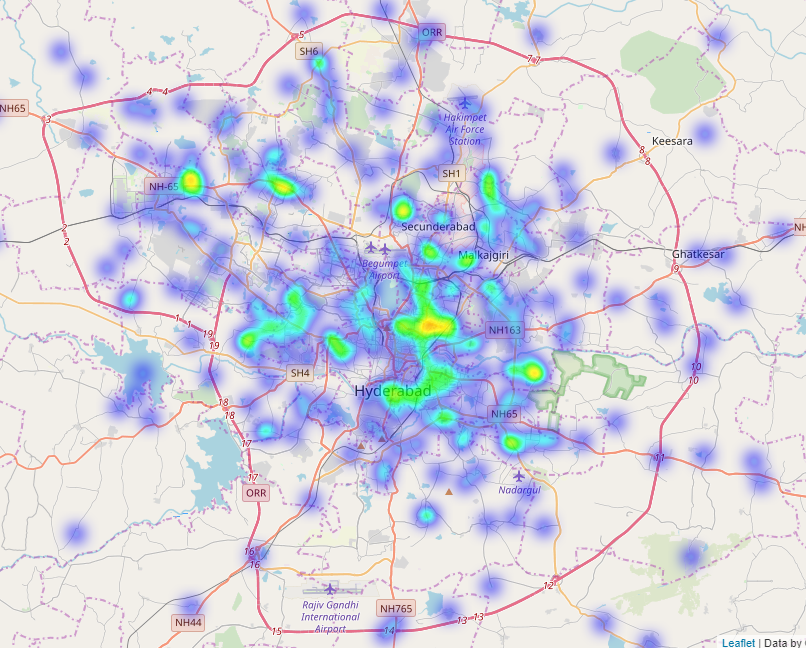 ORR
5
SH6
7 7
4 4
NH65
3
Hakimpet
Air Force
Station
Keesara
8
8
SH1
NH-65
2
2
Secunderabad
Malkajgiri
Ghatkesar
NH
9
Begumpet
Airport
1 1
19
19
NH163
SH4
10
10
Hyderabad
18
18
NH65
17
11
17
Nadargul
ORR
16
16
12
Rajiv Gandhi
International
Airport
NH765
NH44
13 13
15
14
Leaflet | Data by